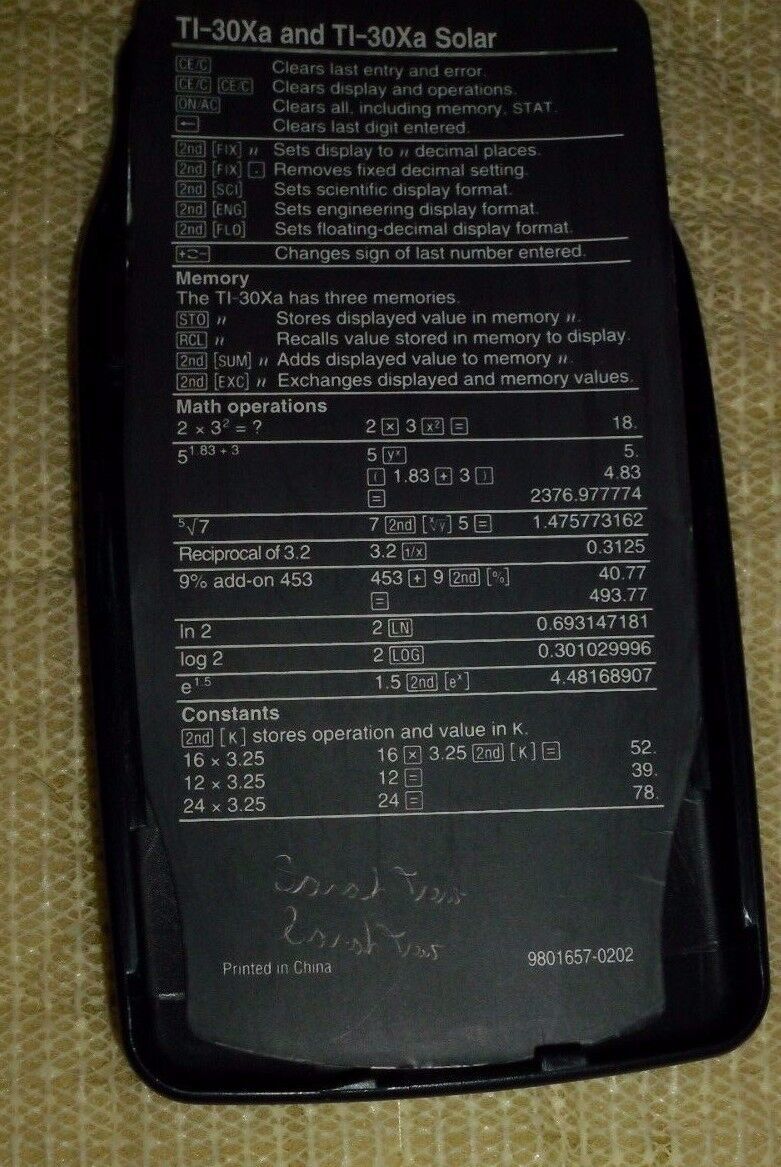 TI-30Xa and TI-30Xa Solar
CE/C Clears last entry and error.
CE/C CE/C Clears display and operations.
ON/AC Clears all, including memory, STAT.
← Clears last digit entered.
2nd [FIX] n Sets display to n decimal places.
2nd [FIX] . Removes fixed decimal setting.
2nd [SCI] Sets scientific display format.
2nd [ENG] Sets engineering display format.
2nd [FLO] Sets floating-decimal display format.
+⇄− Changes sign of last number entered.
Memory
The TI-30Xa has three memories.
STO n Stores displayed value in memory n.
RCL n Recalls value stored in memory to display.
2nd [SUM] n Adds displayed value to memory n.
2nd [EXC] n Exchanges displayed and memory values.
Math operations
2 × 3² = ? 2 × 3 x² = 18.
5^1.83 + 3 5 yˣ 5.
( 1.83 + 3 ) 4.83
= 2376.977774
⁵√7 7 2nd [ˣ√y] 5 = 1.475773162
Reciprocal of 3.2 3.2 1/x 0.3125
9% add-on 453 453 + 9 2nd [%] 40.77
= 493.77
ln 2 2 LN 0.693147181
log 2 2 LOG 0.301029996
e^1.5 1.5 2nd [eˣ] 4.48168907
Constants
2nd [K] stores operation and value in K.
16 × 3.25 16 × 3.25 2nd [K] = 52.
12 × 3.25 12 = 39.
24 × 3.25 24 = 78.
Printed in China 9801657-0202